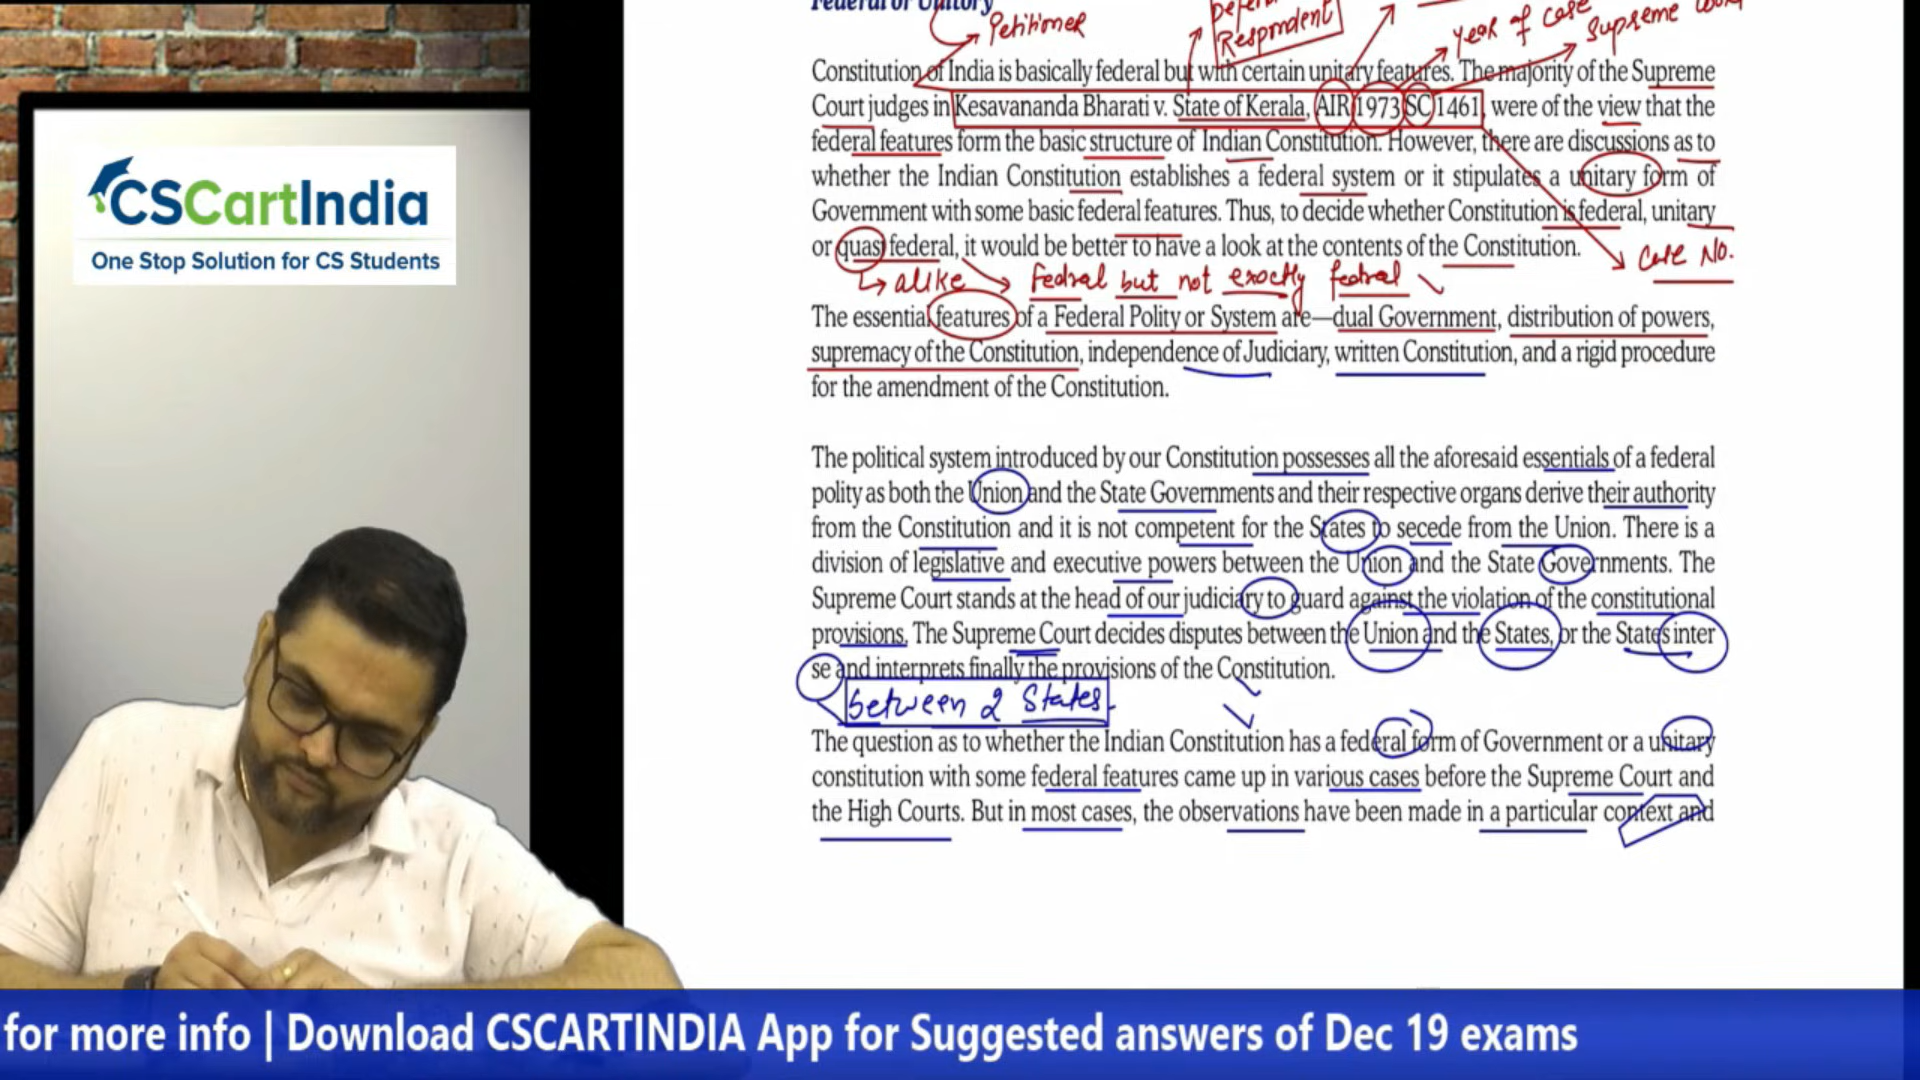 Federal or Unitory
Petitioner
Respondent
year of case
Supreme
Constitution of India is basically federal but with certain unitary features. The majority of the Supreme
Court judges in Kesavananda Bharati v. State of Kerala, AIR 1973 SC 1461, were of the view that the
federal features form the basic structure of Indian Constitution. However, there are discussions as to
whether the Indian Constitution establishes a federal system or it stipulates a unitary form of
Government with some basic federal features. Thus, to decide whether Constitution is federal, unitary
or quasi federal, it would be better to have a look at the contents of the Constitution.
Case No.
alike
Fedral but not exactly fedral
The essential features of a Federal Polity or System are—dual Government, distribution of powers,
supremacy of the Constitution, independence of Judiciary, written Constitution, and a rigid procedure
for the amendment of the Constitution.
The political system introduced by our Constitution possesses all the aforesaid essentials of a federal
polity as both the Union and the State Governments and their respective organs derive their authority
from the Constitution and it is not competent for the States to secede from the Union. There is a
division of legislative and executive powers between the Union and the State Governments. The
Supreme Court stands at the head of our judiciary to guard against the violation of the constitutional
provisions. The Supreme Court decides disputes between the Union and the States, or the States inter
se and interprets finally the provisions of the Constitution.
between 2 States.
The question as to whether the Indian Constitution has a federal form of Government or a unitary
constitution with some federal features came up in various cases before the Supreme Court and
the High Courts. But in most cases, the observations have been made in a particular context and
CSCartIndia
One Stop Solution for CS Students
for more info | Download CSCARTINDIA App for Suggested answers of Dec 19 exams